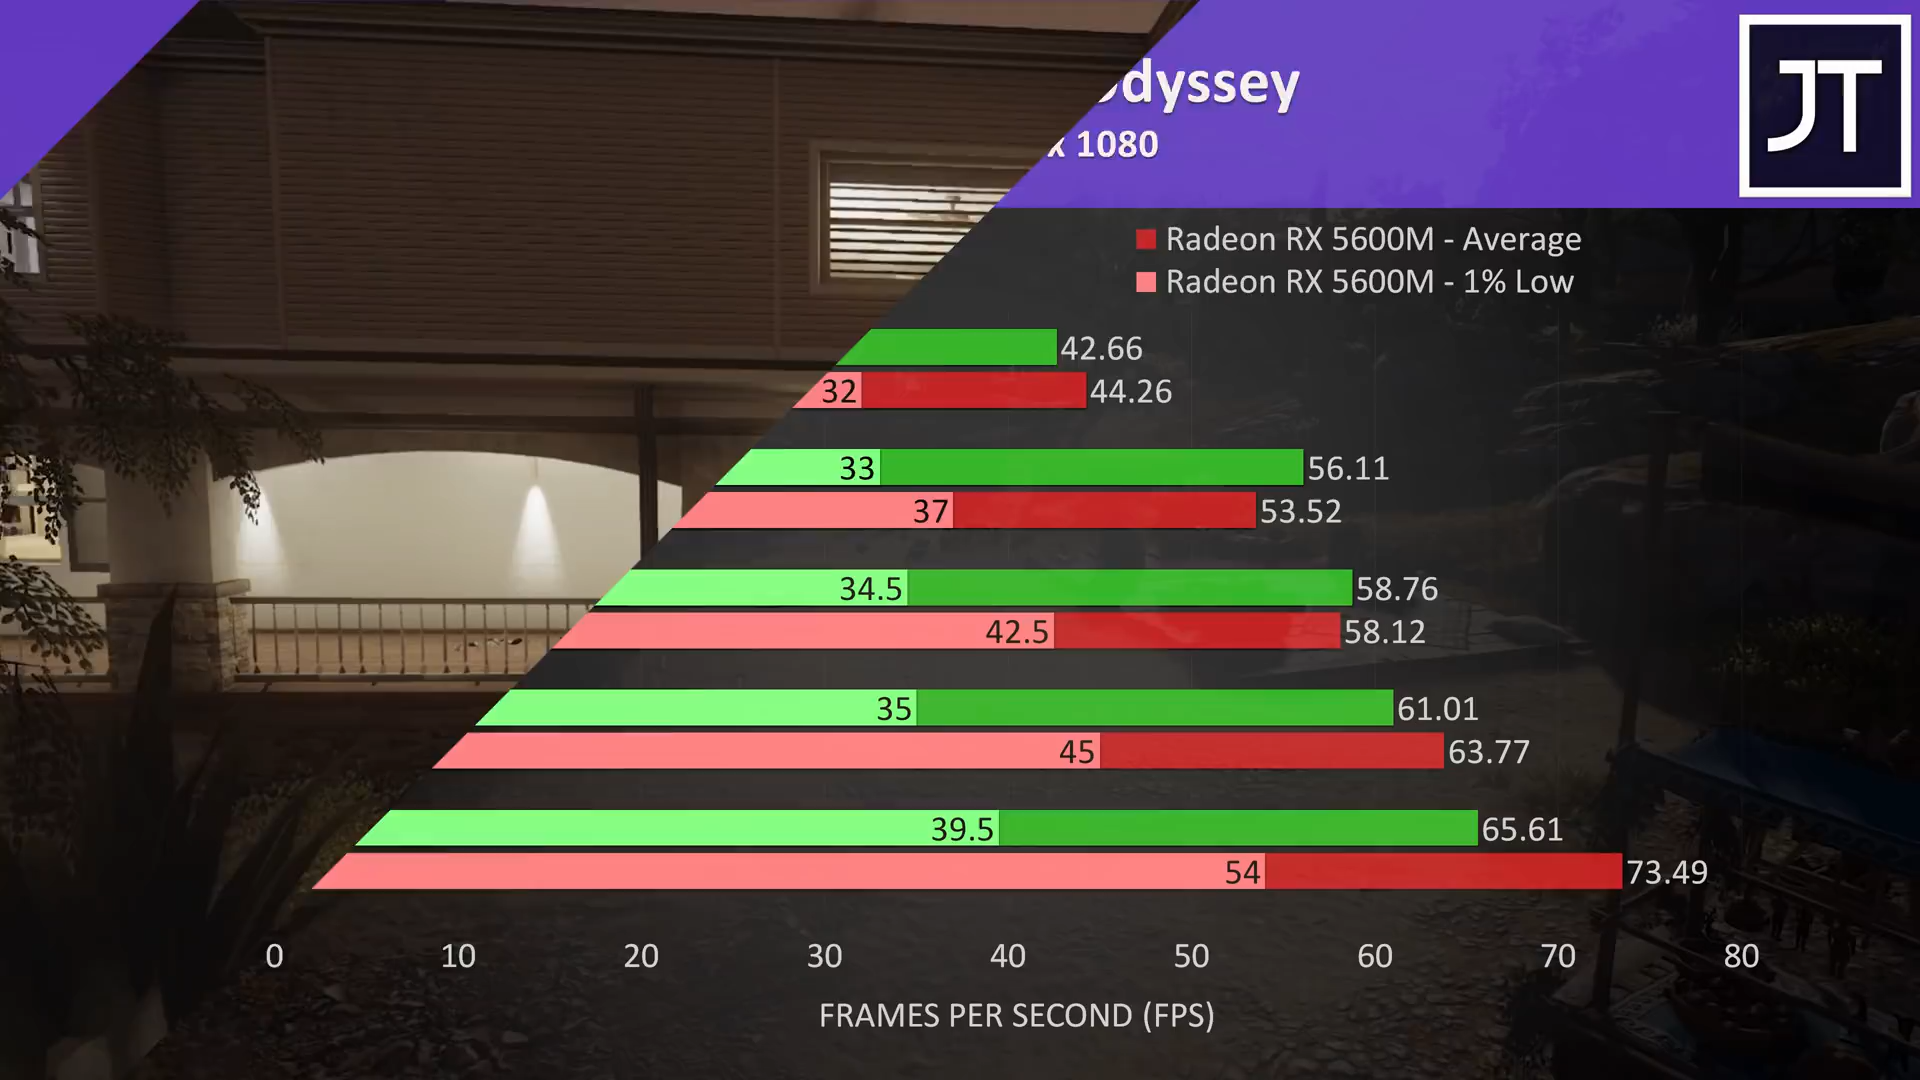 dyssey
x 1080
JT
Radeon RX 5600M - Average
Radeon RX 5600M - 1% Low
42.66
32 44.26
33 56.11
37 53.52
34.5 58.76
42.5 58.12
35 61.01
45 63.77
39.5 65.61
54 73.49
0 10 20 30 40 50 60 70 80
FRAMES PER SECOND (FPS)